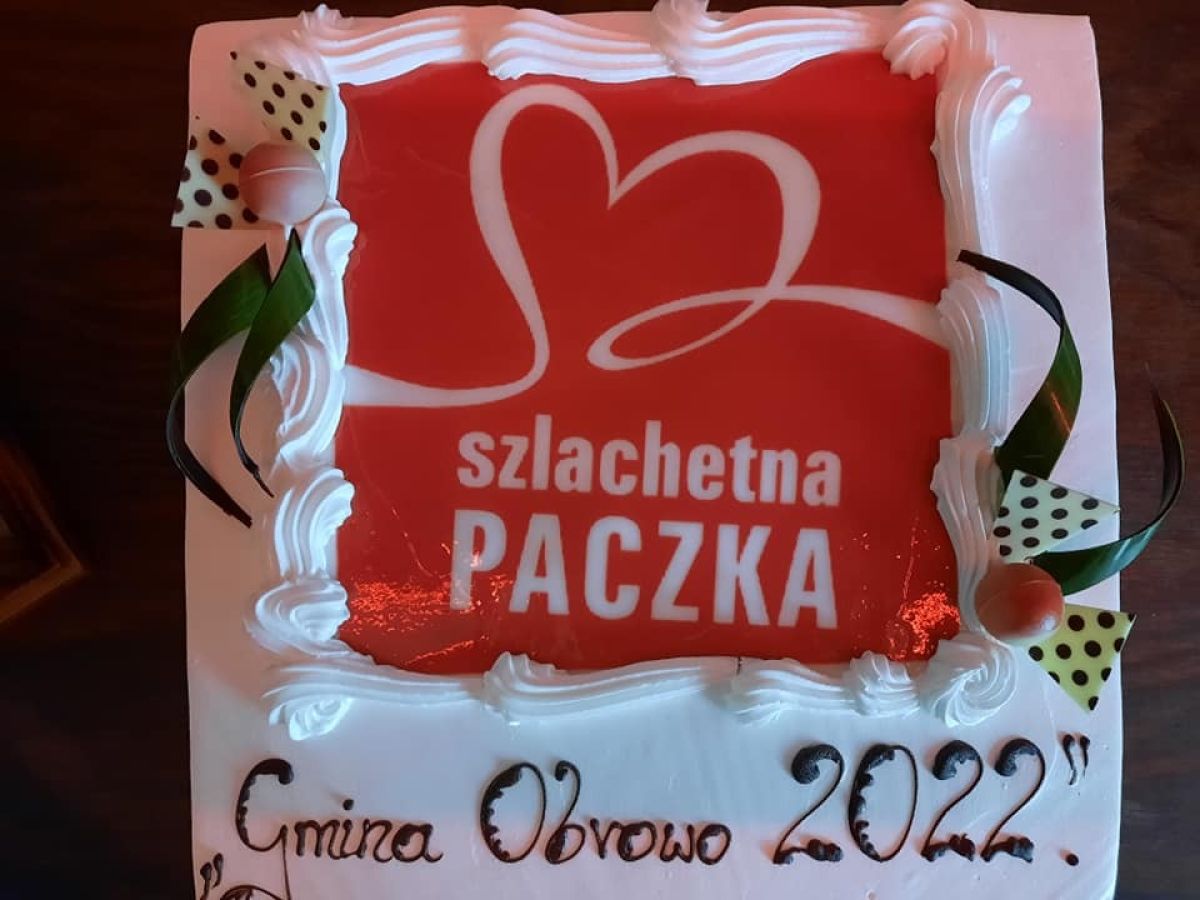 szlachetna
PACZKA
„Gmina Obrowo 2022”.